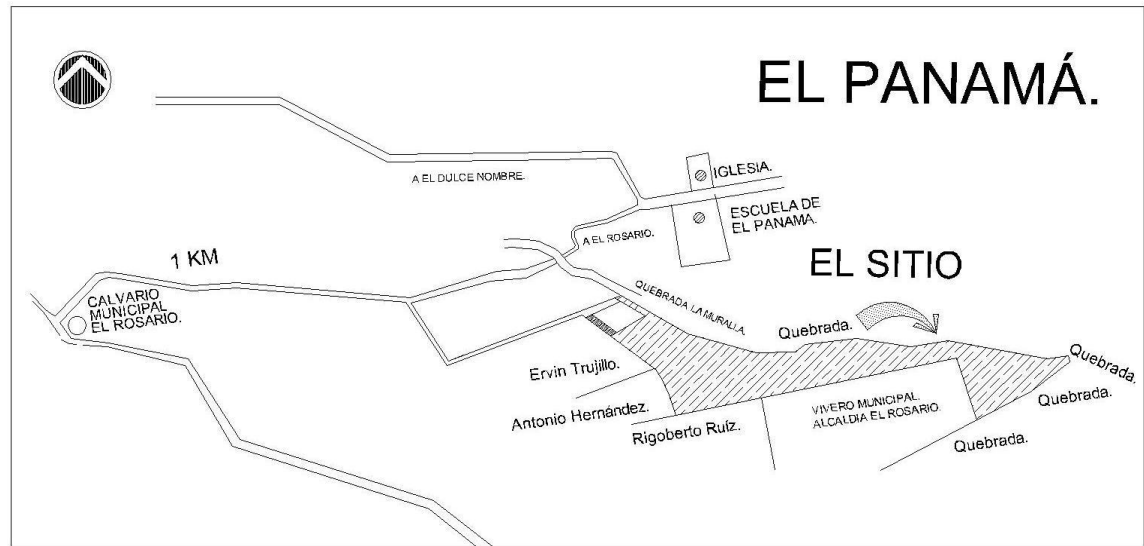 EL PANAMÁ.
IGLESIA.
A EL DULCE NOMBRE.
ESCUELA DE
EL PANAMA.
A EL ROSARIO.
1 KM
EL SITIO
CALVARIO
MUNICIPAL
EL ROSARIO.
QUEBRADA LA MURALLA.
Quebrada.
Quebrada.
Ervin Trujillo.
Quebrada.
Antonio Hernández.
VIVERO MUNICIPAL.
ALCALDIA EL ROSARIO.
Rigoberto Ruíz.
Quebrada.